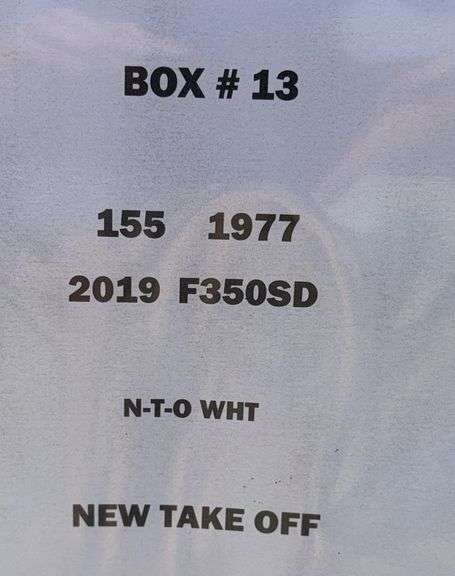 BOX # 13
155 1977
2019 F350SD
N-T-O WHT
NEW TAKE OFF